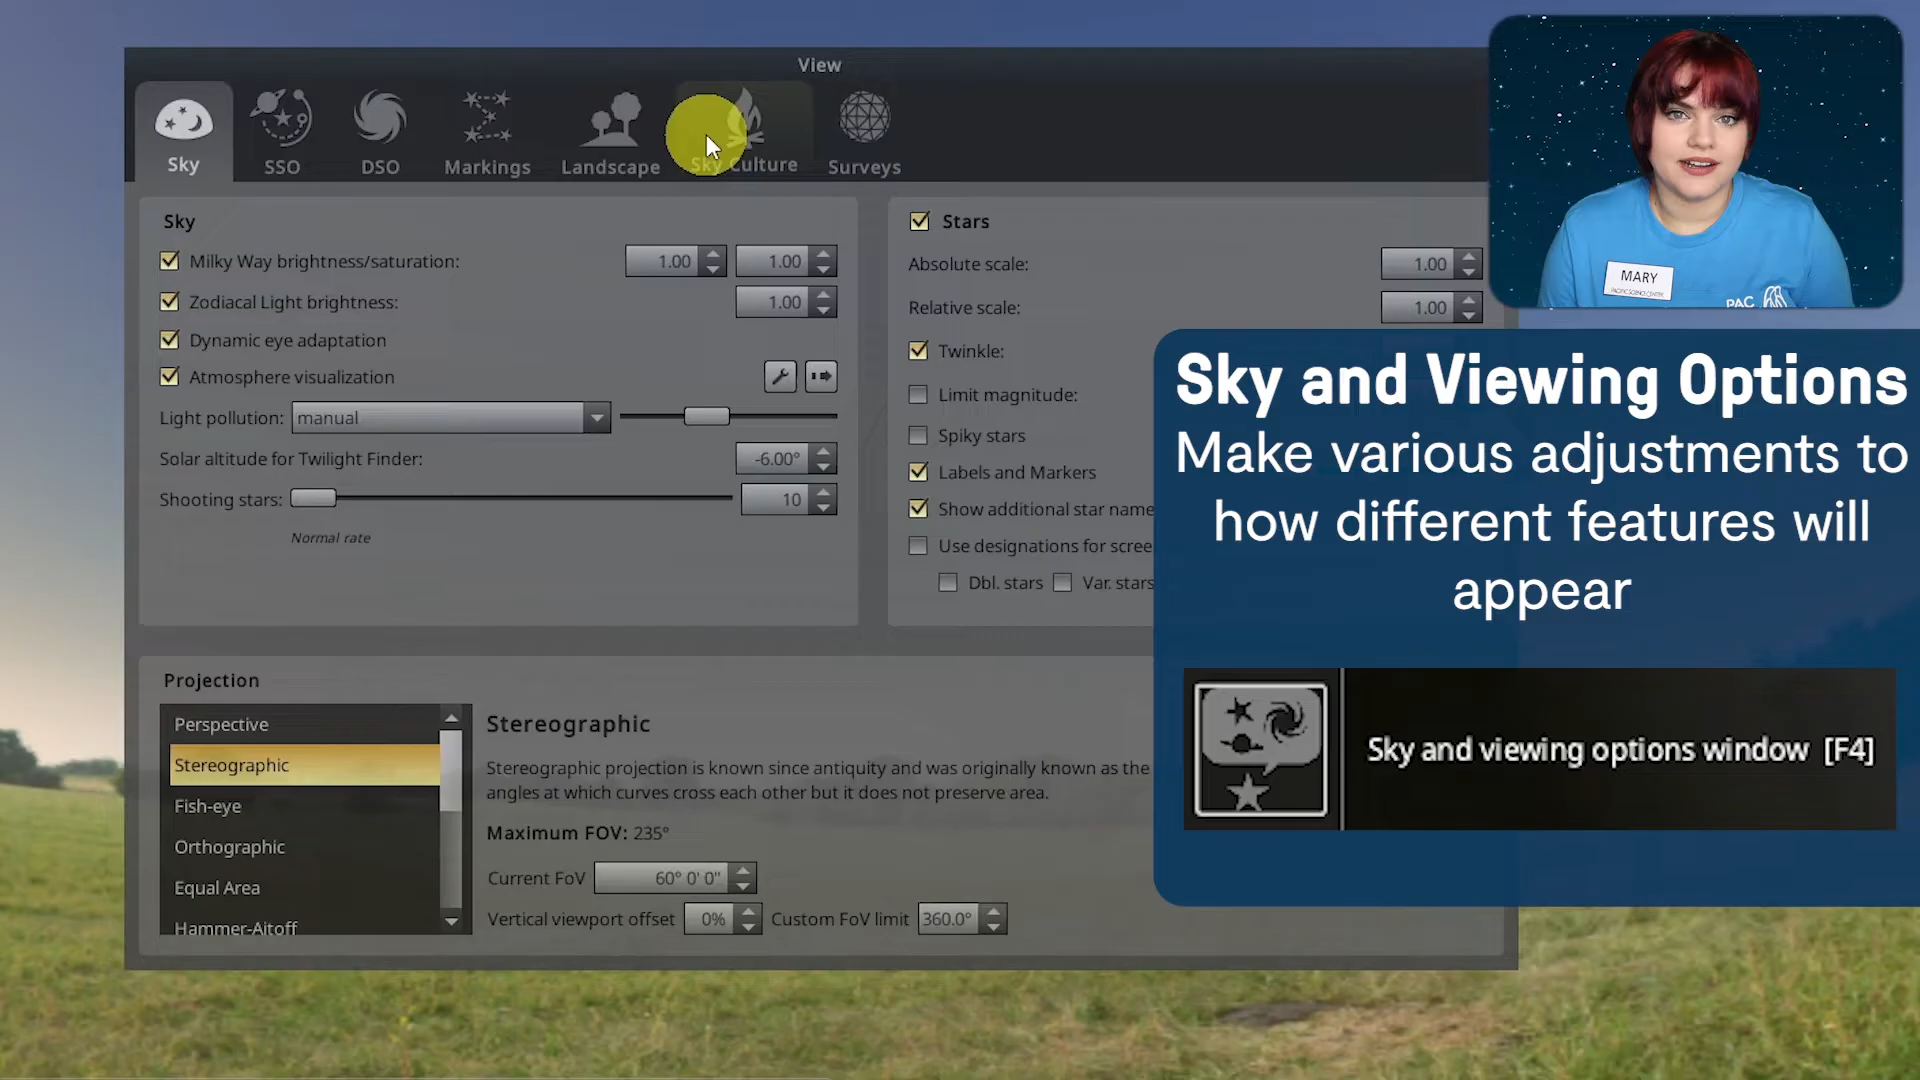 View
Sky
SSO
DSO
Markings
Landscape
Sky Culture
Surveys
Sky
Milky Way brightness/saturation:
1.00
1.00
Zodiacal Light brightness:
1.00
Dynamic eye adaptation
Atmosphere visualization
Light pollution:
manual
Solar altitude for Twilight Finder:
-6.00°
Shooting stars:
10
Normal rate
Stars
Absolute scale:
1.00
Relative scale:
1.00
Twinkle:
Limit magnitude:
Spiky stars
Labels and Markers
Show additional star name
Use designations for scree
Dbl. stars
Var. stars
Projection
Perspective
Stereographic
Fish-eye
Orthographic
Equal Area
Hammer-Aitoff
Stereographic
Stereographic projection is known since antiquity and was originally known as the
angles at which curves cross each other but it does not preserve area.
Maximum FOV: 235°
Current FoV
60° 0' 0"
Vertical viewport offset
0%
Custom FoV limit
360.0°
MARY
PACIFIC SCIENCE CENTER
PAC
Sky and Viewing Options
Make various adjustments to
how different features will
appear
Sky and viewing options window [F4]